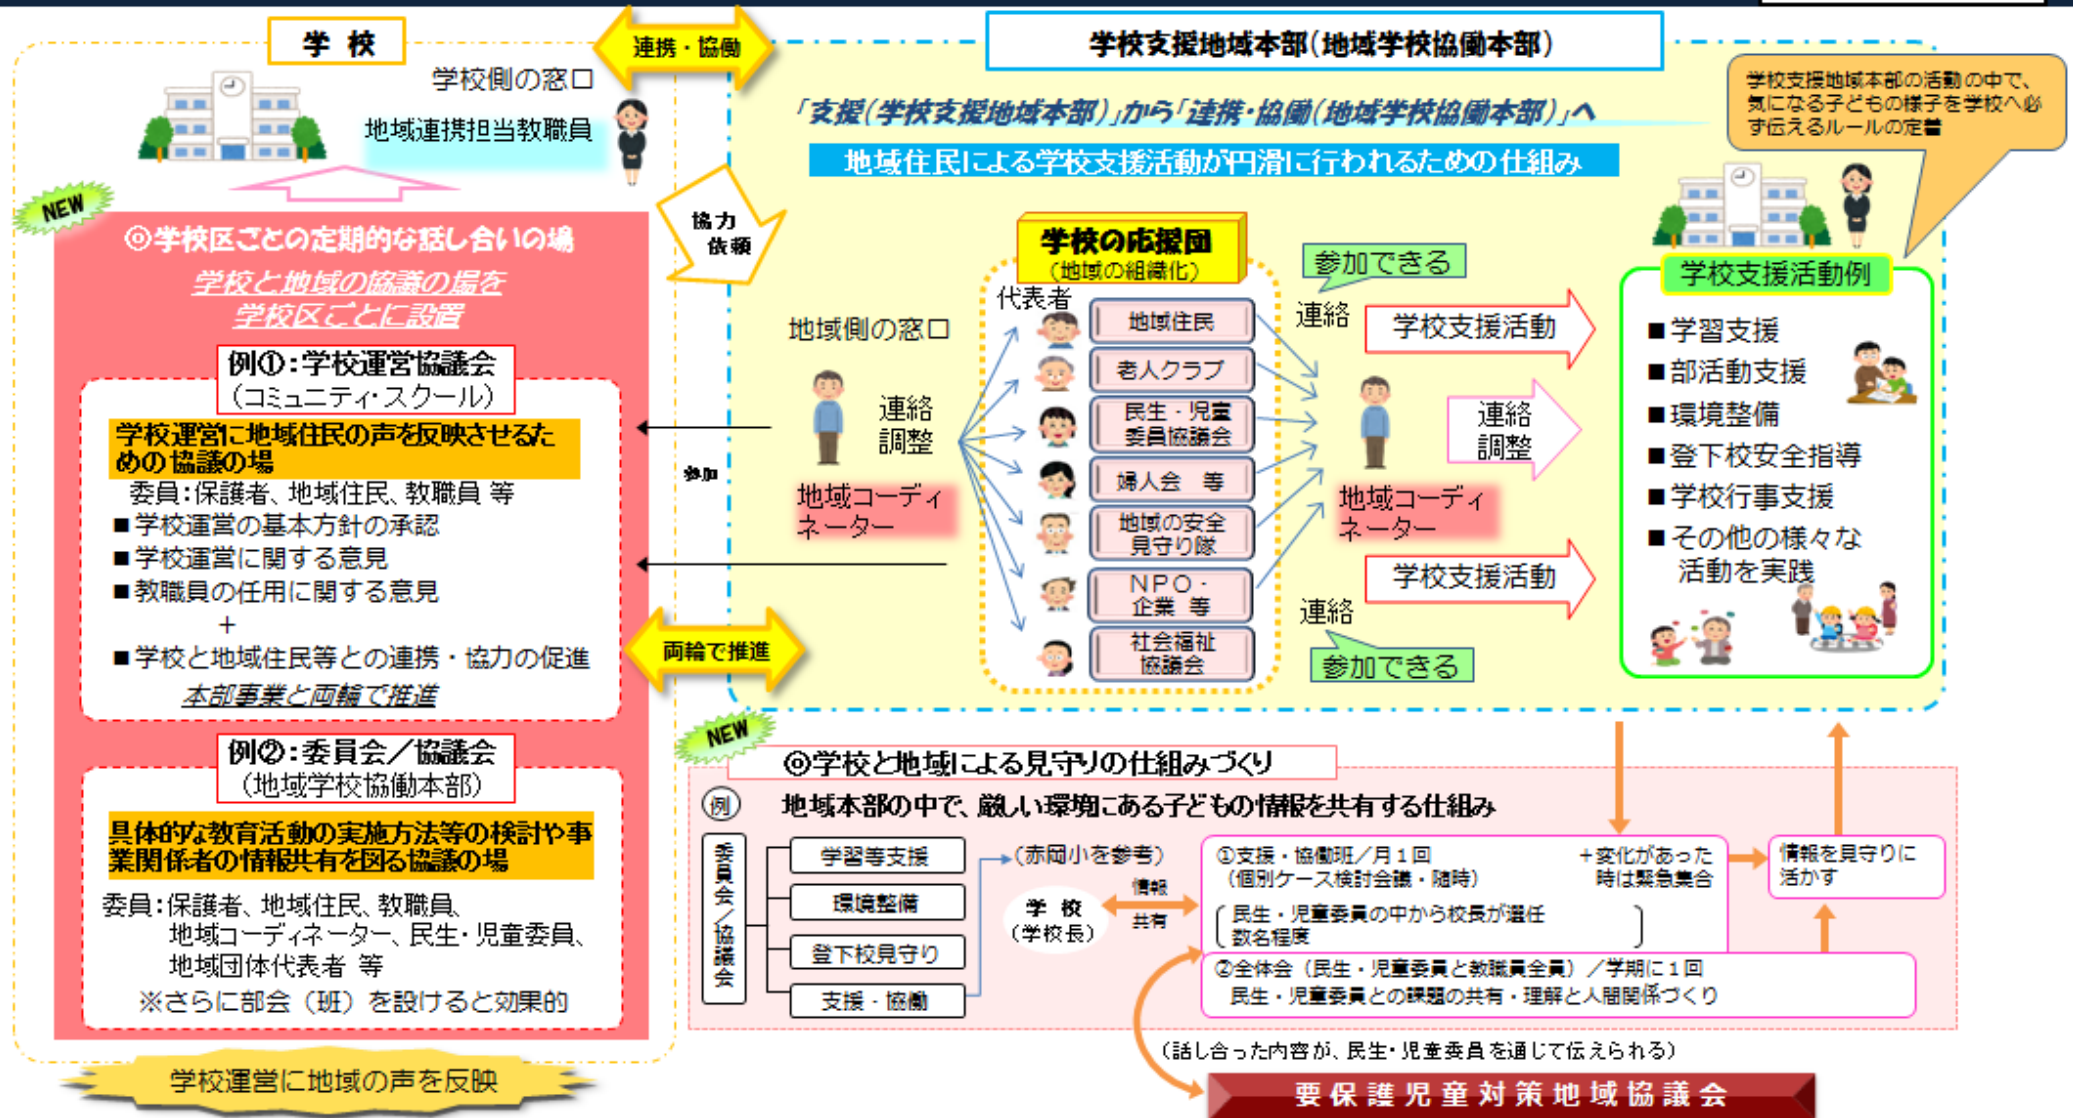 学校
学校側の窓口
地域連携担当教職員
NEW
◎学校区ごとの定期的な話し合いの場
学校と地域の協議の場を
学校区ごとに設置
例①:学校運営協議会
(コミュニティ・スクール)
学校運営に地域住民の声を反映させるた
めの協議の場
委員:保護者、地域住民、教職員 等
■学校運営の基本方針の承認
■学校運営に関する意見
■教職員の任用に関する意見
+
■学校と地域住民等との連携・協力の促進
本部事業と両輪で推進
例②:委員会/協議会
(地域学校協働本部)
具体的な教育活動の実施方法等の検討や事
業関係者の情報共有を図る協議の場
委員:保護者、地域住民、教職員、
地域コーディネーター、民生・児童委員、
地域団体代表者 等
※さらに部会(班)を設けると効果的
学校運営に地域の声を反映
連携・協働
協力
依頼
参加
両輪で推進
学校支援地域本部(地域学校協働本部)
「支援(学校支援地域本部)」から「連携・協働(地域学校協働本部)」へ
地域住民による学校支援活動が円滑に行われるための仕組み
学校支援地域本部の活動の中で、
気になる子どもの様子を学校へ必
ず伝えるルールの定着
地域側の窓口
連絡
調整
地域コーディ
ネーター
学校の応援団
(地域の組織化)
代表者
地域住民
老人クラブ
民生・児童
委員協議会
婦人会 等
地域の安全
見守り隊
NPO・
企業 等
社会福祉
協議会
参加できる
連絡
学校支援活動
連絡
調整
地域コーディ
ネーター
学校支援活動
連絡
参加できる
学校支援活動例
■学習支援
■部活動支援
■環境整備
■登下校安全指導
■学校行事支援
■その他の様々な
活動を実践
NEW
◎学校と地域による見守りの仕組みづくり
例
地域本部の中で、厳しい環境にある子どもの情報を共有する仕組み
委員会/協議会
学習等支援
環境整備
登下校見守り
支援・協働
(赤岡小を参考)
学校
(学校長)
情報
共有
①支援・協働班/月1回
(個別ケース検討会議・随時)
+変化があった
時は緊急集合
民生・児童委員の中から校長が選任
数名程度
②全体会(民生・児童委員と教職員全員)/学期に1回
民生・児童委員との課題の共有・理解と人間関係づくり
情報を見守りに
活かす
(話し合った内容が、民生・児童委員を通じて伝えられる)
要保護児童対策地域協議会